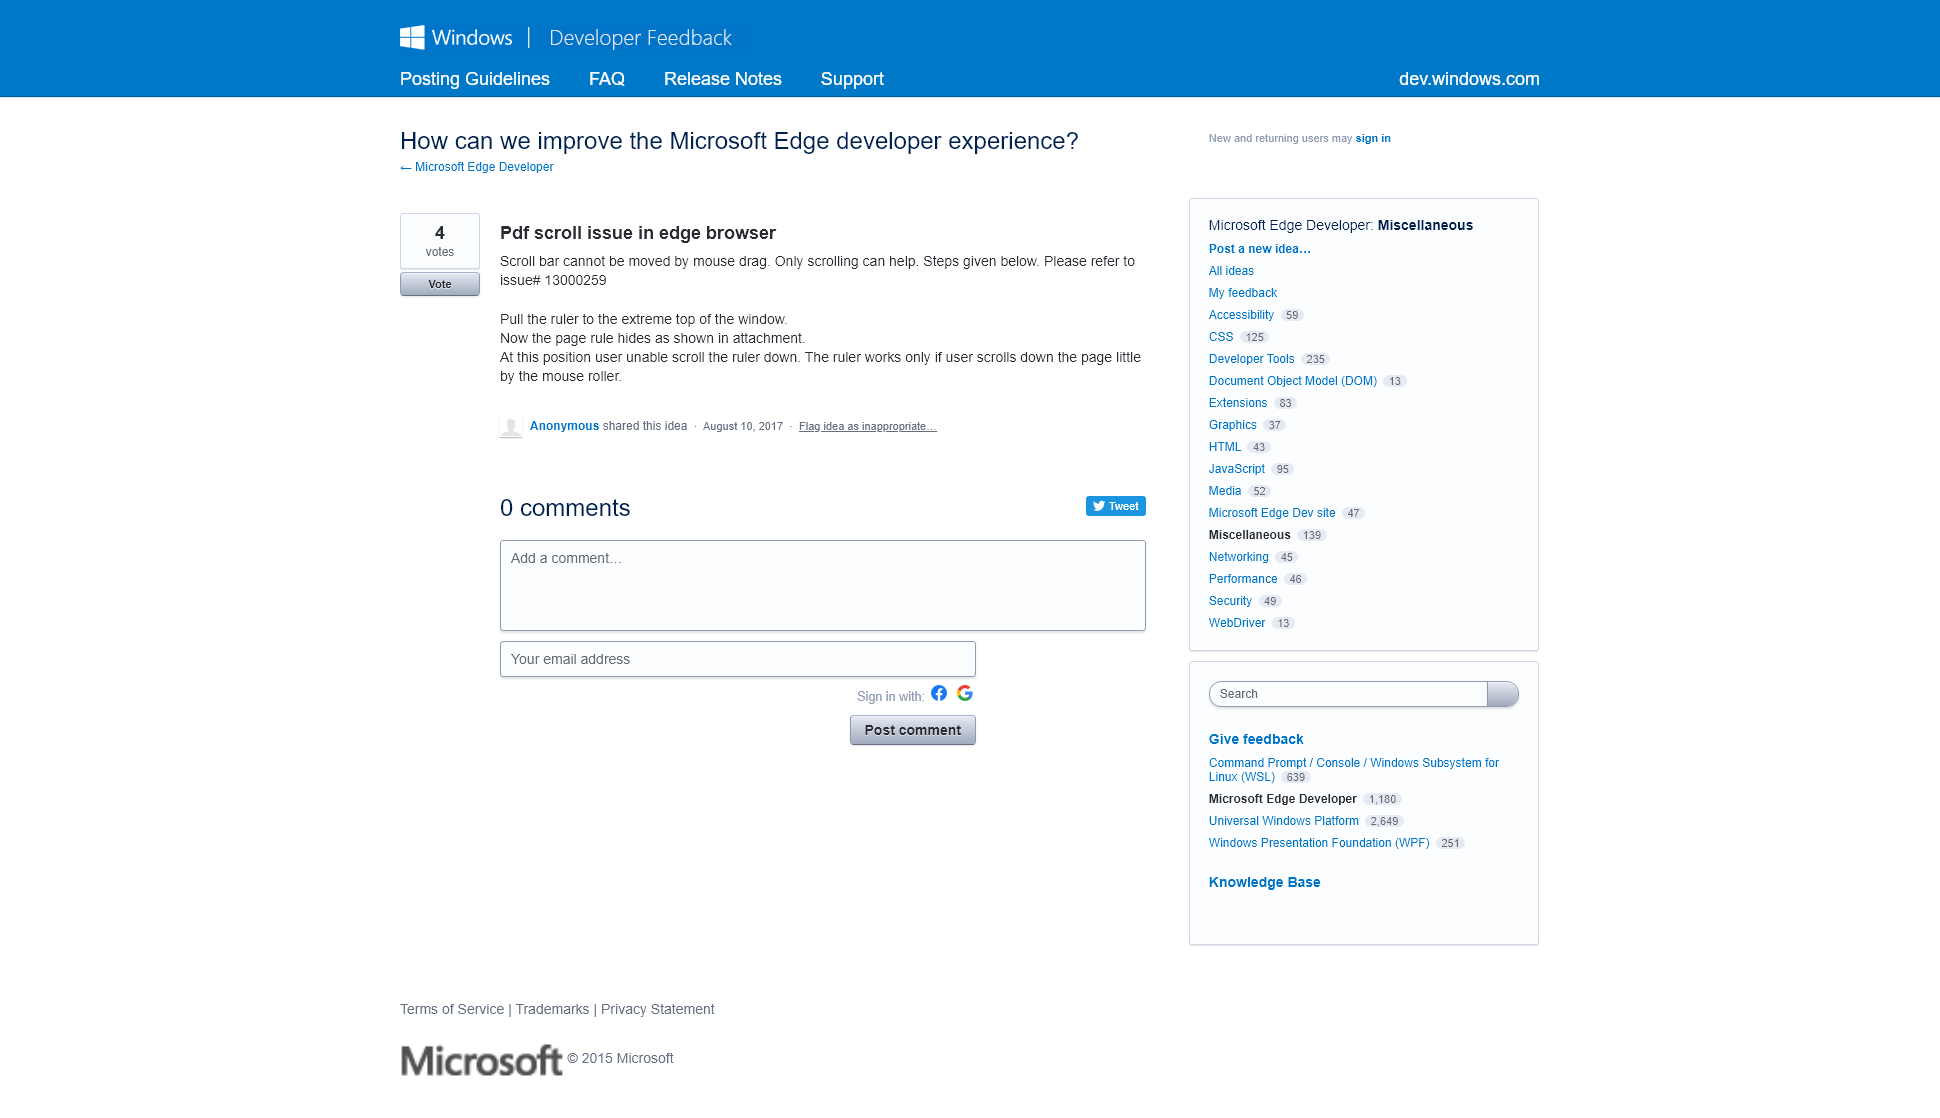 Windows | Developer Feedback
Posting Guidelines FAQ Release Notes Support dev.windows.com
How can we improve the Microsoft Edge developer experience?
← Microsoft Edge Developer
New and returning users may sign in
4
votes
Vote
Pdf scroll issue in edge browser
Scroll bar cannot be moved by mouse drag. Only scrolling can help. Steps given below. Please refer to
issue# 13000259
Pull the ruler to the extreme top of the window.
Now the page rule hides as shown in attachment.
At this position user unable scroll the ruler down. The ruler works only if user scrolls down the page little
by the mouse roller.
Anonymous shared this idea · August 10, 2017 · Flag idea as inappropriate…
0 comments
Tweet
Add a comment…
Your email address
Sign in with:
Post comment
Microsoft Edge Developer: Miscellaneous
Post a new idea…
All ideas
My feedback
Accessibility 59
CSS 125
Developer Tools 235
Document Object Model (DOM) 13
Extensions 83
Graphics 37
HTML 43
JavaScript 95
Media 52
Microsoft Edge Dev site 47
Miscellaneous 139
Networking 45
Performance 46
Security 49
WebDriver 13
Search
Give feedback
Command Prompt / Console / Windows Subsystem for
Linux (WSL) 639
Microsoft Edge Developer 1,180
Universal Windows Platform 2,649
Windows Presentation Foundation (WPF) 251
Knowledge Base
Terms of Service | Trademarks | Privacy Statement
Microsoft © 2015 Microsoft